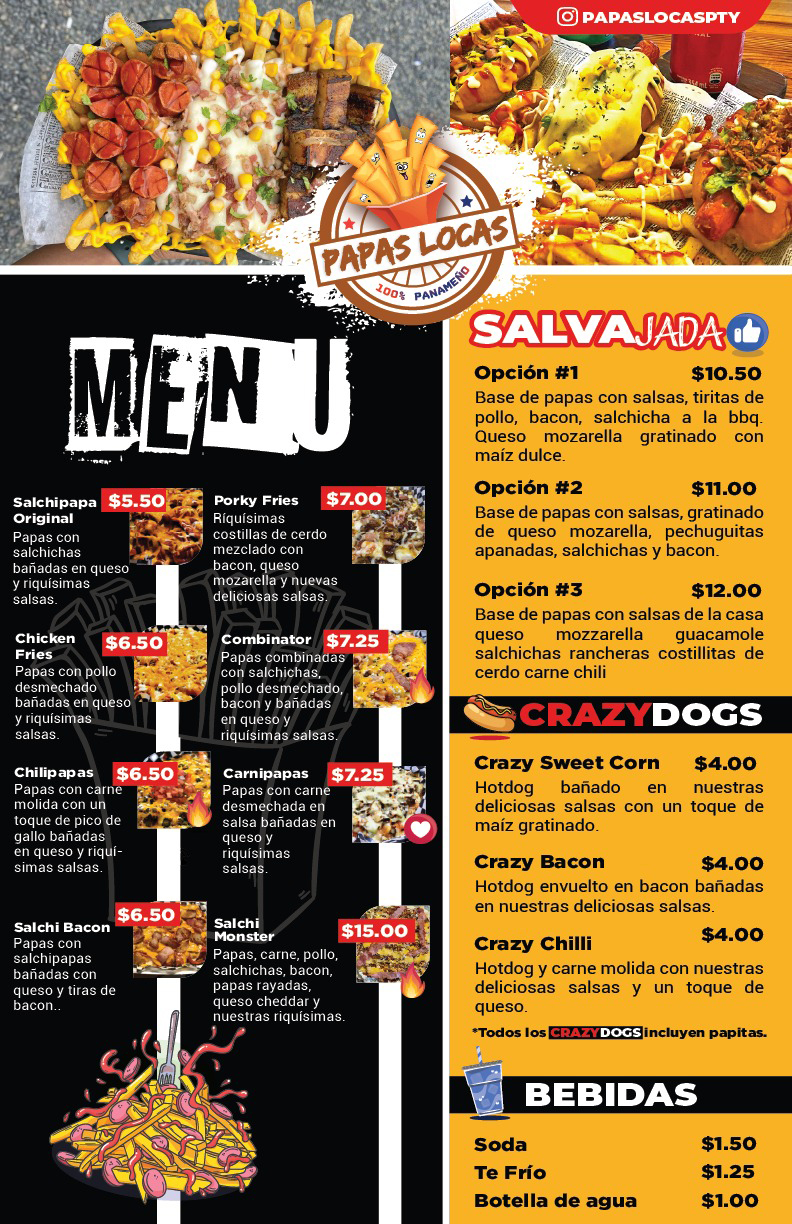 PAPASLOCASPTY
PAPAS LOCAS
100% PANAMEÑO
MENU
Salchipapa
Original
$5.50
Papas con
salchichas
bañadas en queso
y riquísimas
salsas.
Porky Fries
$7.00
Riquísimas
costillas de cerdo
mezclado con
bacon, queso
mozarella y nuevas
deliciosas salsas.
Chicken
Fries
$6.50
Papas con pollo
desmechado
bañadas en queso
y riquísimas
salsas.
Combinator
$7.25
Papas combinadas
con salchichas,
pollo desmechado,
bacon y bañadas
en queso y
riquísimas salsas.
Chilipapas
$6.50
Papas con carne
molida con un
toque de pico de
gallo bañadas
en queso y riquí-
simas salsas.
Carnipapas
$7.25
Papas con carne
desmechada en
salsa bañadas en
queso y
riquísimas
salsas.
Salchi Bacon
$6.50
Papas con
salchipapas
bañadas con
queso y tiras de
bacon..
Salchi
Monster
$15.00
Papas, carne, pollo,
salchichas, bacon,
papas rayadas,
queso cheddar y
nuestras riquísimas.
SALVAJADA
Opción #1 $10.50
Base de papas con salsas, tiritas de
pollo, bacon, salchicha a la bbq.
Queso mozarella gratinado con
maíz dulce.
Opción #2 $11.00
Base de papas con salsas, gratinado
de queso mozarella, pechuguitas
apanadas, salchichas y bacon.
Opción #3 $12.00
Base de papas con salsas de la casa
queso mozzarella guacamole
salchichas rancheras costillitas de
cerdo carne chili
CRAZYDOGS
Crazy Sweet Corn $4.00
Hotdog bañado en nuestras
deliciosas salsas con un toque de
maíz gratinado.
Crazy Bacon $4.00
Hotdog envuelto en bacon bañadas
en nuestras deliciosas salsas.
Crazy Chilli $4.00
Hotdog y carne molida con nuestras
deliciosas salsas y un toque de
queso.
*Todos los CRAZYDOGS incluyen papitas.
BEBIDAS
Soda $1.50
Te Frío $1.25
Botella de agua $1.00